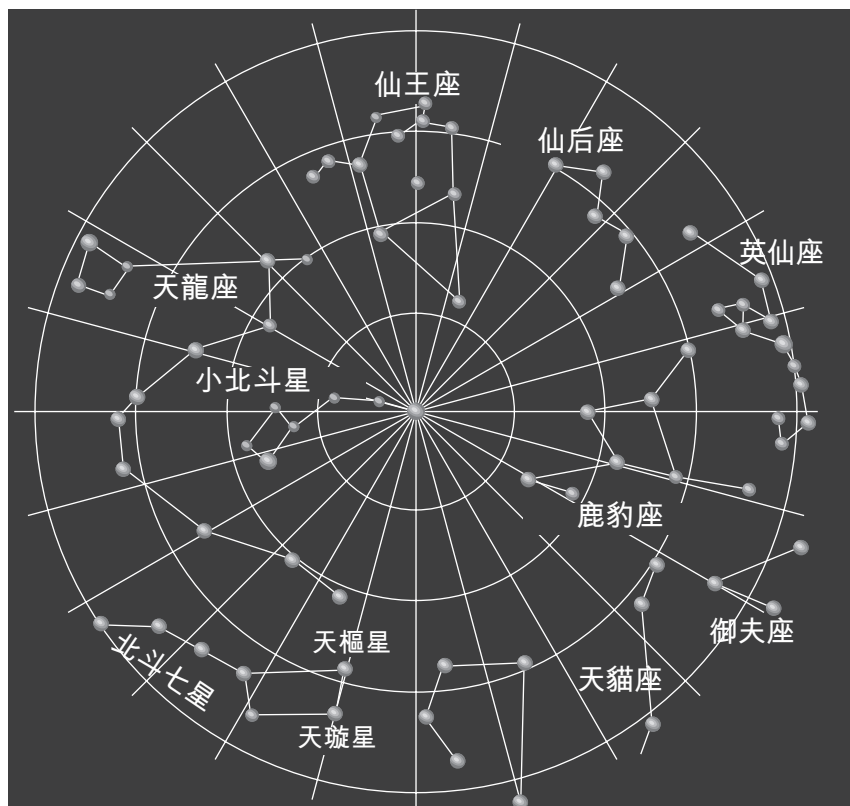 仙王座
仙后座
英仙座
天龍座
小北斗星
鹿豹座
御夫座
天樞星
北斗七星
天貓座
天璇星